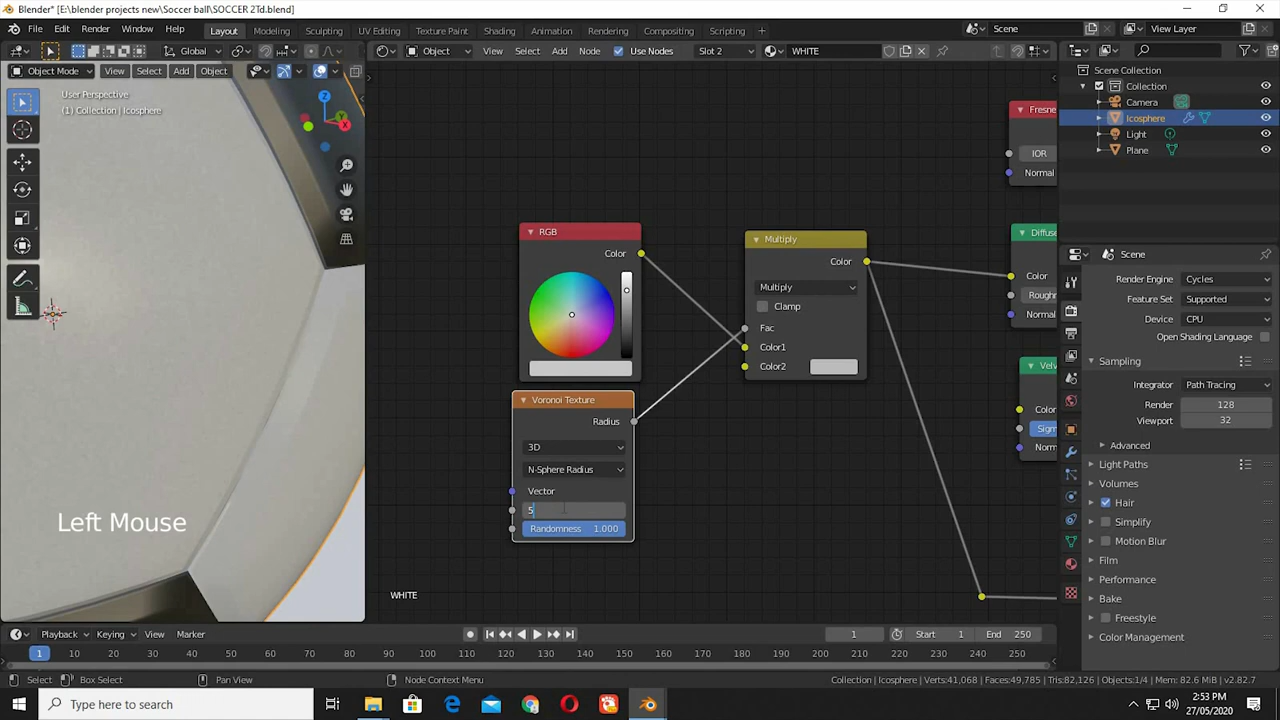 Blender* [E:\blender projects new\Soccer ball\SOCCER 2Td.blend]
File Edit Render Window Help Layout Modeling Sculpting UV Editing Texture Paint Shading Animation Rendering Compositing Scripting Scene View Layer
Global Object View Select Add Node Use Nodes Slot 2 WHITE
Object Mode View Select Add Object
User Perspective
(1) Collection | Icosphere
Z
X
Left Mouse
RGB
Color
Voronoi Texture
Radius
3D
N-Sphere Radius
Vector
5
Randomness 1.000
Multiply
Color
Multiply
Clamp
Fac
Color1
Color2
Fresne
IOR
Normal
Diffuse
Color
Rough
Normal
Velv
Color
Sigm
Norm
WHITE
Scene Collection
Collection
Camera
Icosphere
Light
Plane
Scene
Render Engine Cycles
Feature Set Supported
Device CPU
Open Shading Language
Sampling
Integrator Path Tracing
Render 128
Viewport 32
Advanced
Light Paths
Volumes
Hair
Simplify
Motion Blur
Film
Performance
Bake
Freestyle
Color Management
Playback Keying View Marker 1 Start 1 End 250
1 10 20 30 40 50 60 70 80 90 100 110 120 130 140 150 160 170 180 190 200 210 220 230 240 250
Select Box Select Pan View Node Context Menu Collection | Icosphere | Verts:41,068 | Faces:49,785 | Tris:82,126 | Objects:1/4 | Mem: 82.6 MiB | v2.82.7
Type here to search
2:53 PM
27/05/2020